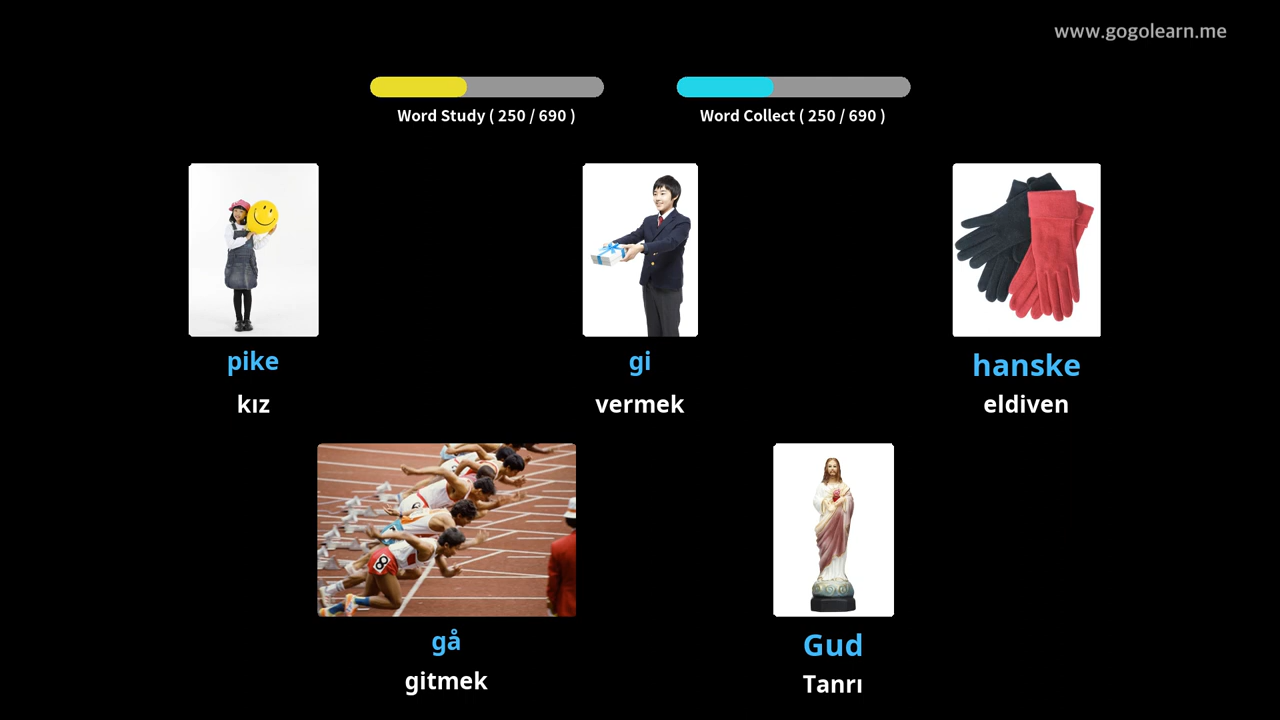 www.gogolearn.me
Word Study ( 250 / 690 )
Word Collect ( 250 / 690 )
pike
kız
gi
vermek
hanske
eldiven
8
gå
gitmek
Gud
Tanrı